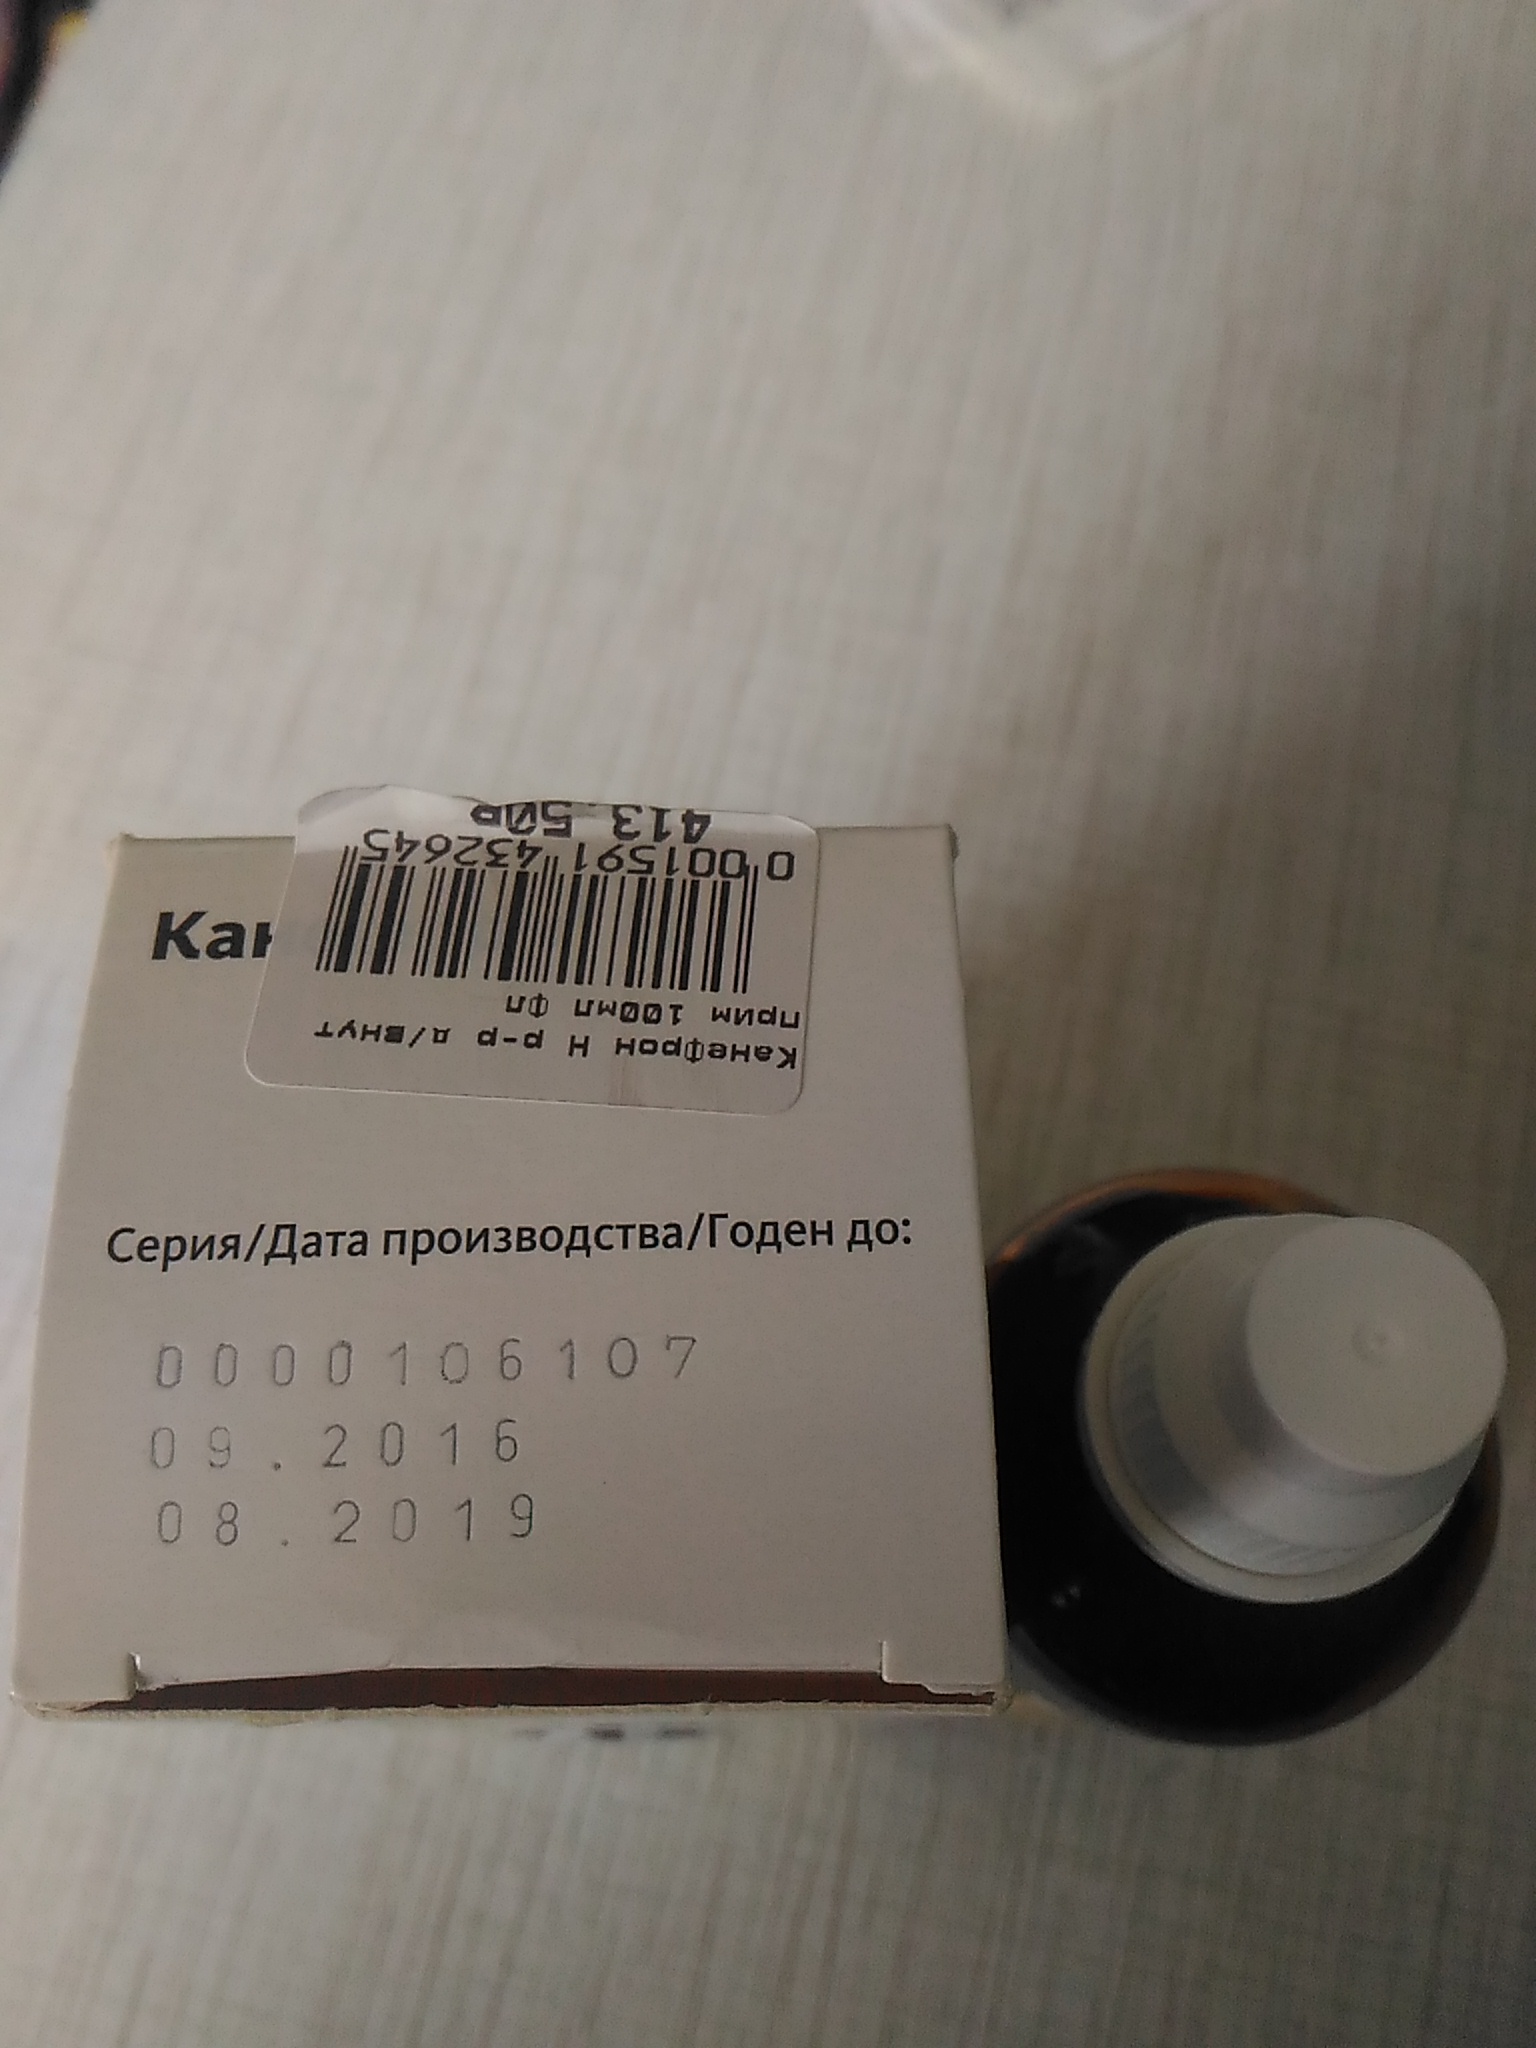 Кан
Канефрон Н р-р д/внут
прим 100мл Фл
0 001591 432645
413.50р
Серия/Дата производства/Годен до:
0000106107
09.2016
08.2019